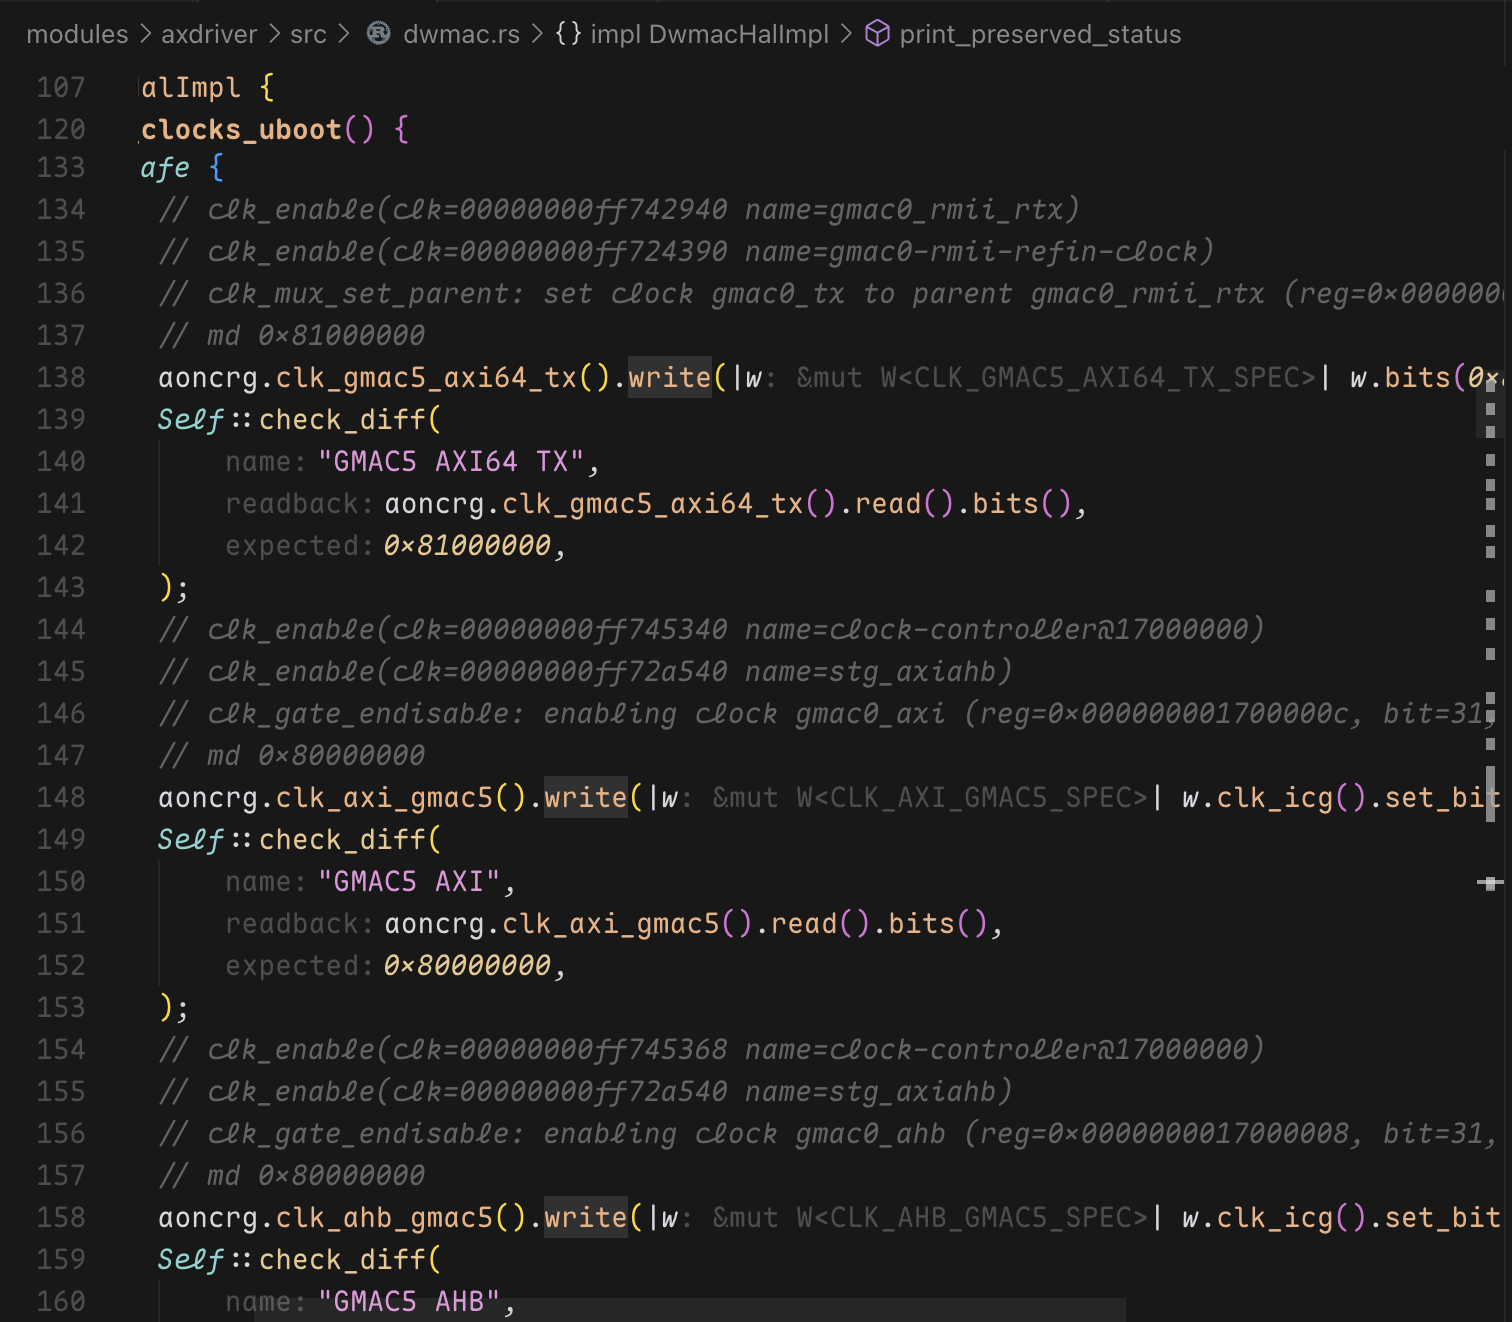 modules > axdriver > src > dwmac.rs > {} impl DwmacHalImpl > print_preserved_status
107 alImpl {
120 clocks_uboot() {
133 afe {
134 // clk_enable(clk=00000000ff742940 name=gmac0_rmii_rtx)
135 // clk_enable(clk=00000000ff724390 name=gmac0-rmii-refin-clock)
136 // clk_mux_set_parent: set clock gmac0_tx to parent gmac0_rmii_rtx (reg=0x000000
137 // md 0x81000000
138 aoncrg.clk_gmac5_axi64_tx().write(|w: &mut W<CLK_GMAC5_AXI64_TX_SPEC>| w.bits(0x
139 Self::check_diff(
140 name: "GMAC5 AXI64 TX",
141 readback: aoncrg.clk_gmac5_axi64_tx().read().bits(),
142 expected: 0x81000000,
143 );
144 // clk_enable(clk=00000000ff745340 name=clock-controller@17000000)
145 // clk_enable(clk=00000000ff72a540 name=stg_axiahb)
146 // clk_gate_endisable: enabling clock gmac0_axi (reg=0x000000001700000c, bit=31,
147 // md 0x80000000
148 aoncrg.clk_axi_gmac5().write(|w: &mut W<CLK_AXI_GMAC5_SPEC>| w.clk_icg().set_bit
149 Self::check_diff(
150 name: "GMAC5 AXI",
151 readback: aoncrg.clk_axi_gmac5().read().bits(),
152 expected: 0x80000000,
153 );
154 // clk_enable(clk=00000000ff745368 name=clock-controller@17000000)
155 // clk_enable(clk=00000000ff72a540 name=stg_axiahb)
156 // clk_gate_endisable: enabling clock gmac0_ahb (reg=0x0000000017000008, bit=31,
157 // md 0x80000000
158 aoncrg.clk_ahb_gmac5().write(|w: &mut W<CLK_AHB_GMAC5_SPEC>| w.clk_icg().set_bit
159 Self::check_diff(
160 name: "GMAC5 AHB",